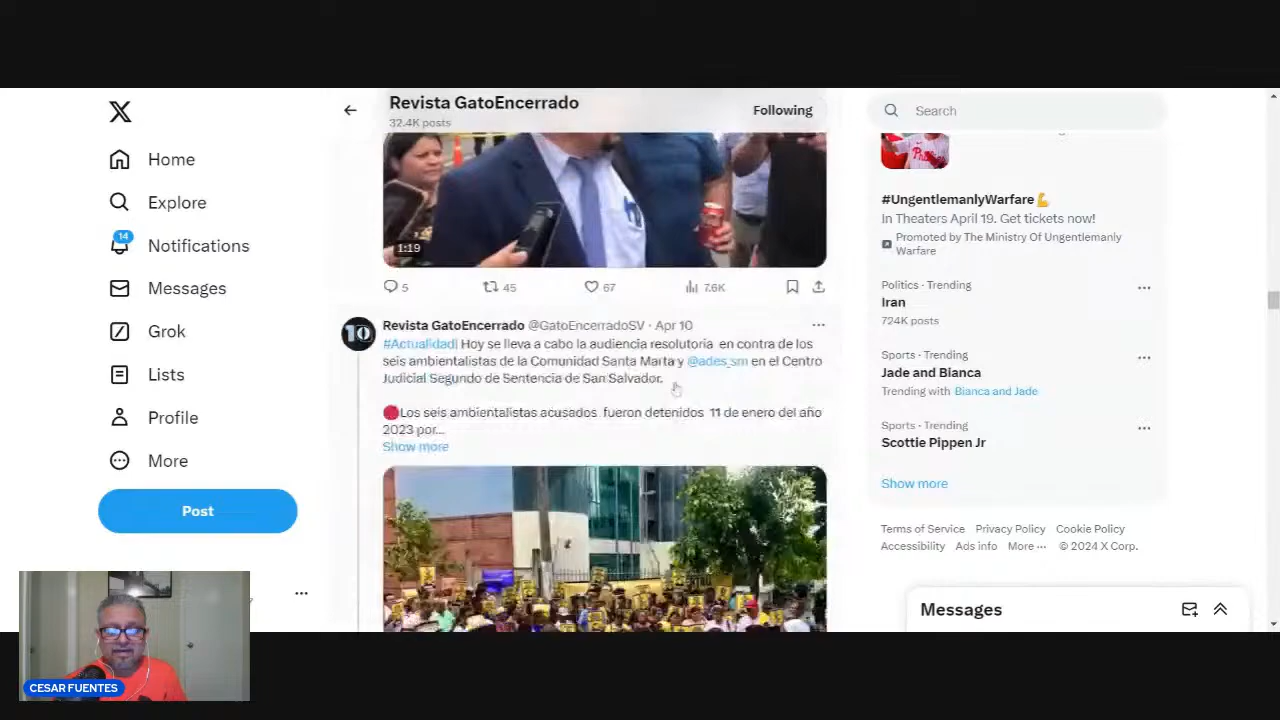 Revista GatoEncerrado
32.4K posts
Following
Search
Home
Explore
14
Notifications
Messages
Grok
Lists
Profile
More
Post
1:19
5
45
67
7.6K
Revista GatoEncerrado @GatoEncerradoSV · Apr 10
#Actualidad| Hoy se lleva a cabo la audiencia resolutoria en contra de los
seis ambientalistas de la Comunidad Santa Marta y @ades_sm en el Centro
Judicial Segundo de Sentencia de San Salvador.
Los seis ambientalistas acusados fueron detenidos 11 de enero del año
2023 por...
Show more
10
#UngentlemanlyWarfare
In Theaters April 19. Get tickets now!
Promoted by The Ministry Of Ungentlemanly
Warfare
Politics · Trending
Iran
724K posts
Sports · Trending
Jade and Bianca
Trending with Bianca and Jade
Sports · Trending
Scottie Pippen Jr
Show more
Terms of Service Privacy Policy Cookie Policy
Accessibility Ads info More ··· © 2024 X Corp.
Messages
CESAR FUENTES